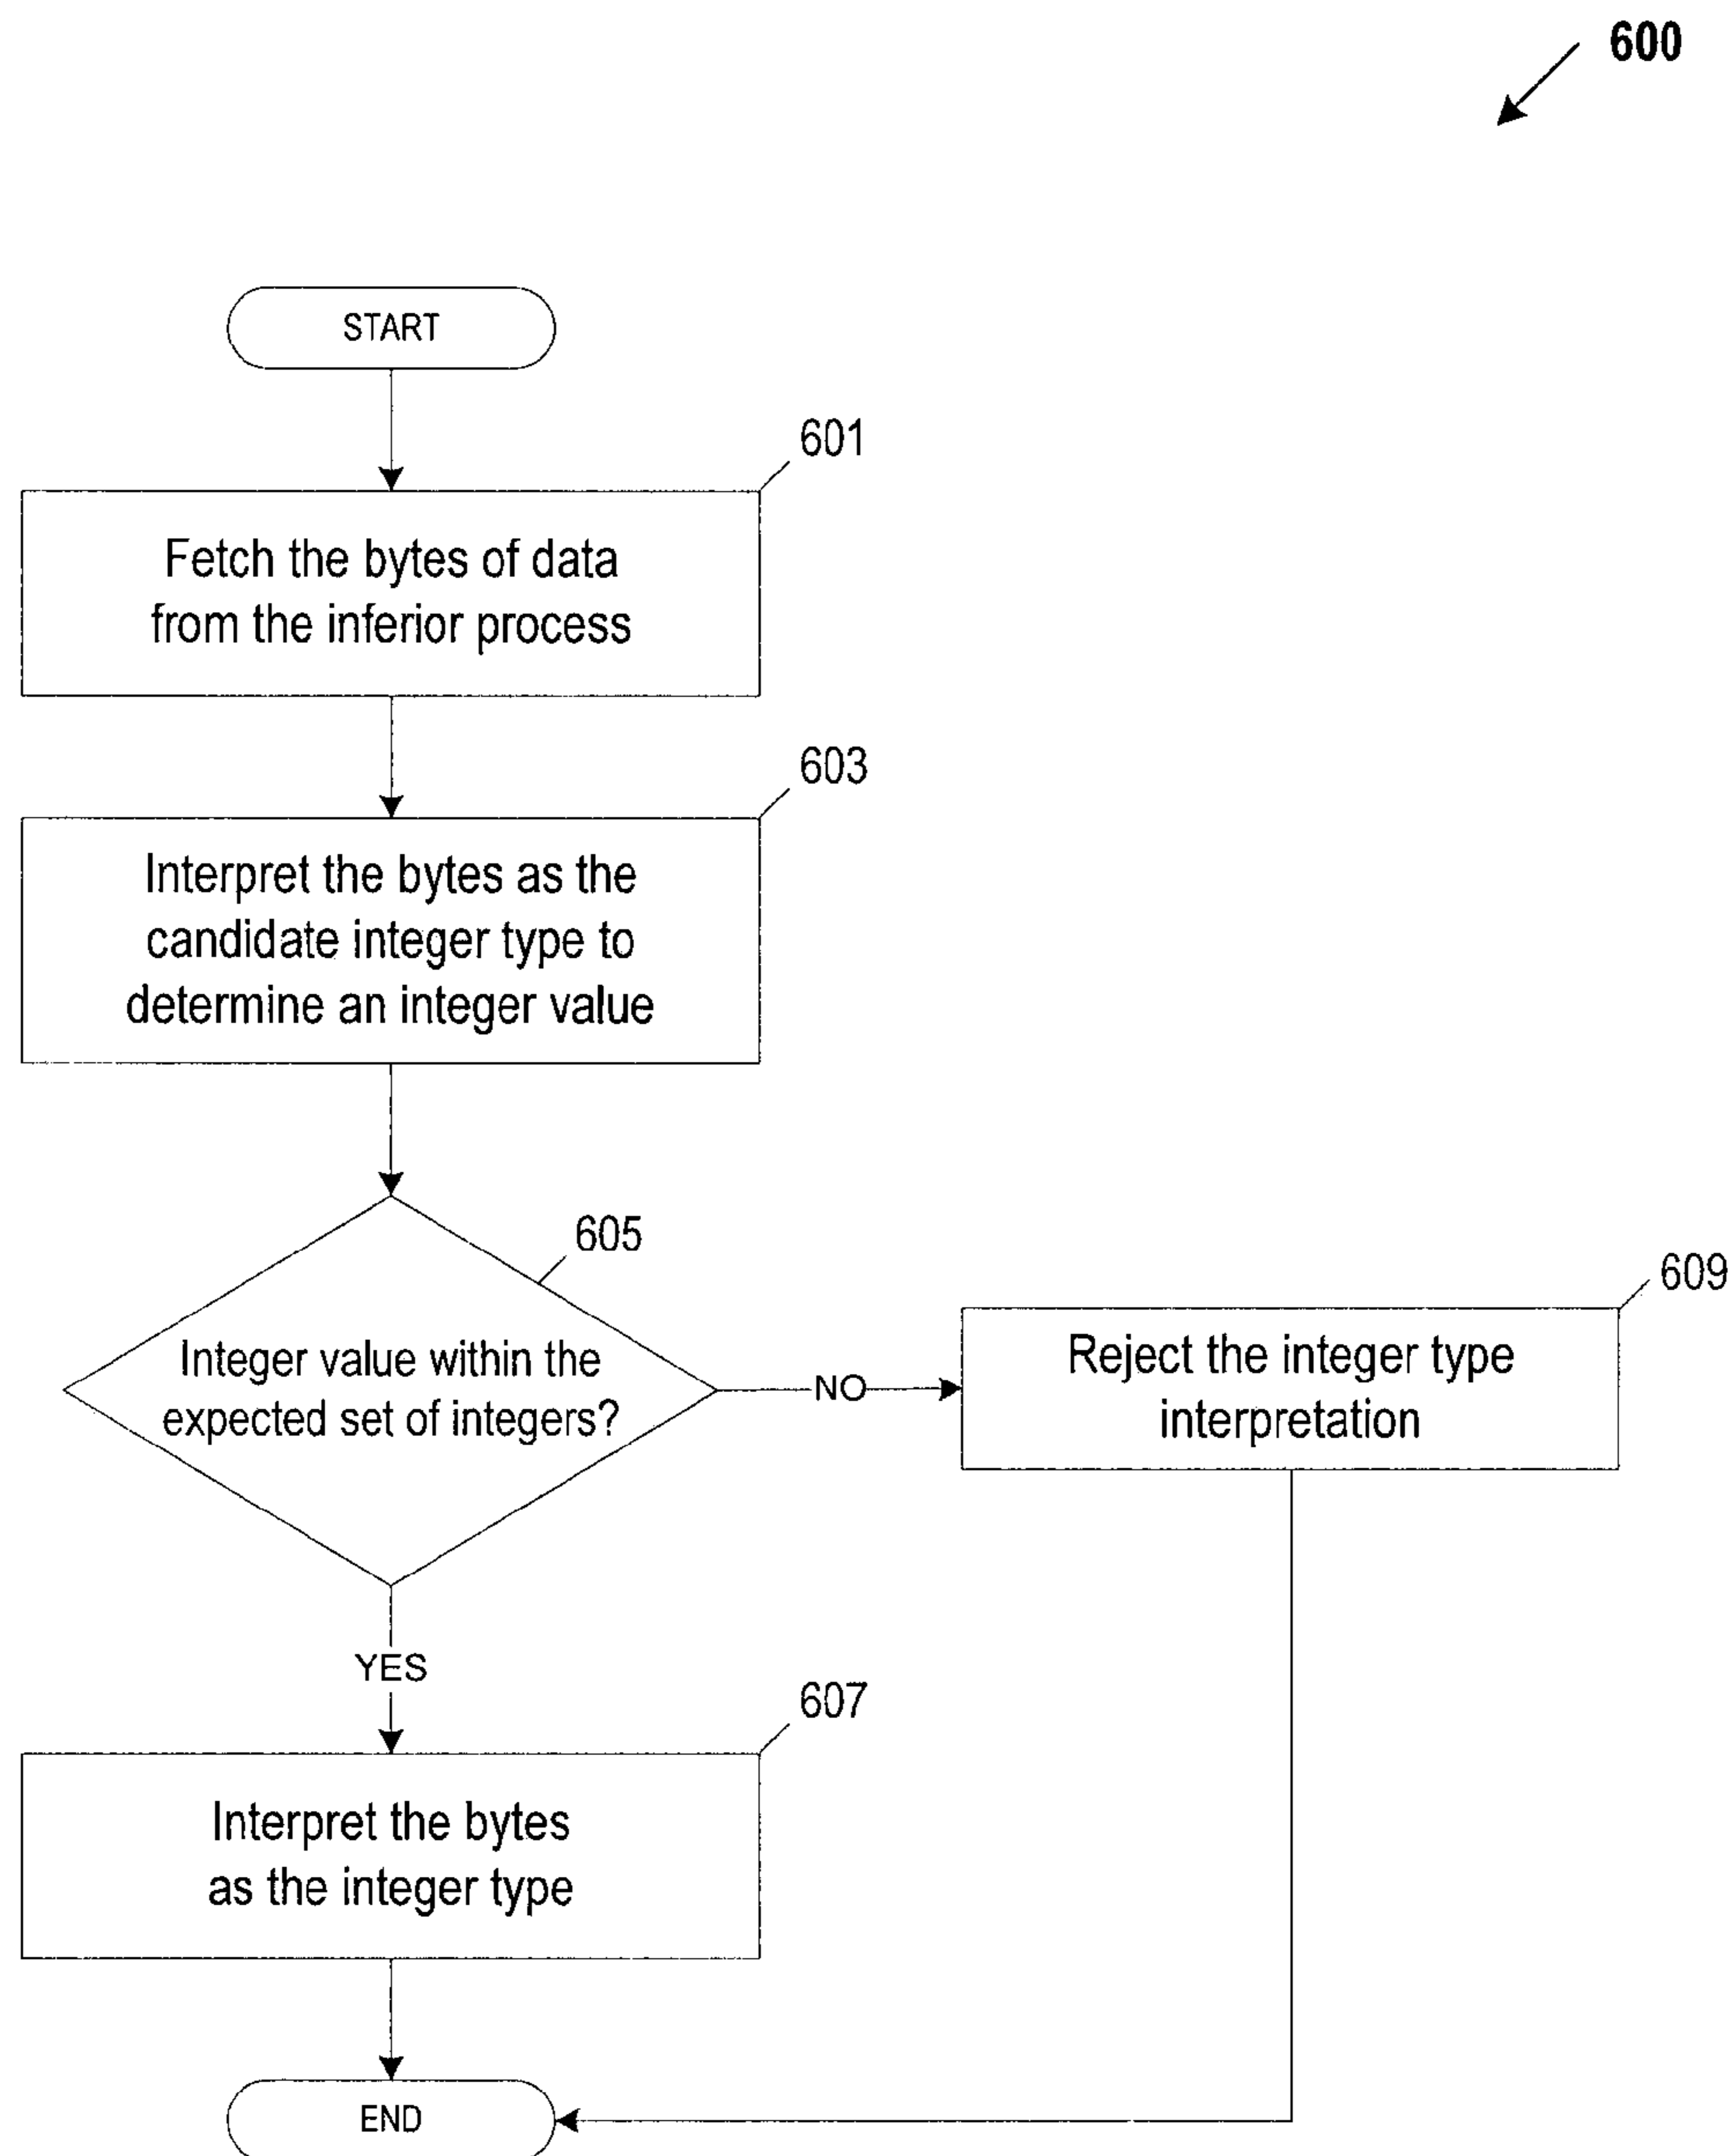 600
START
601
Fetch the bytes of data
from the inferior process
603
Interpret the bytes as the
candidate integer type to
determine an integer value
605
Integer value within the
expected set of integers?
NO
609
Reject the integer type
interpretation
YES
607
Interpret the bytes
as the integer type
END